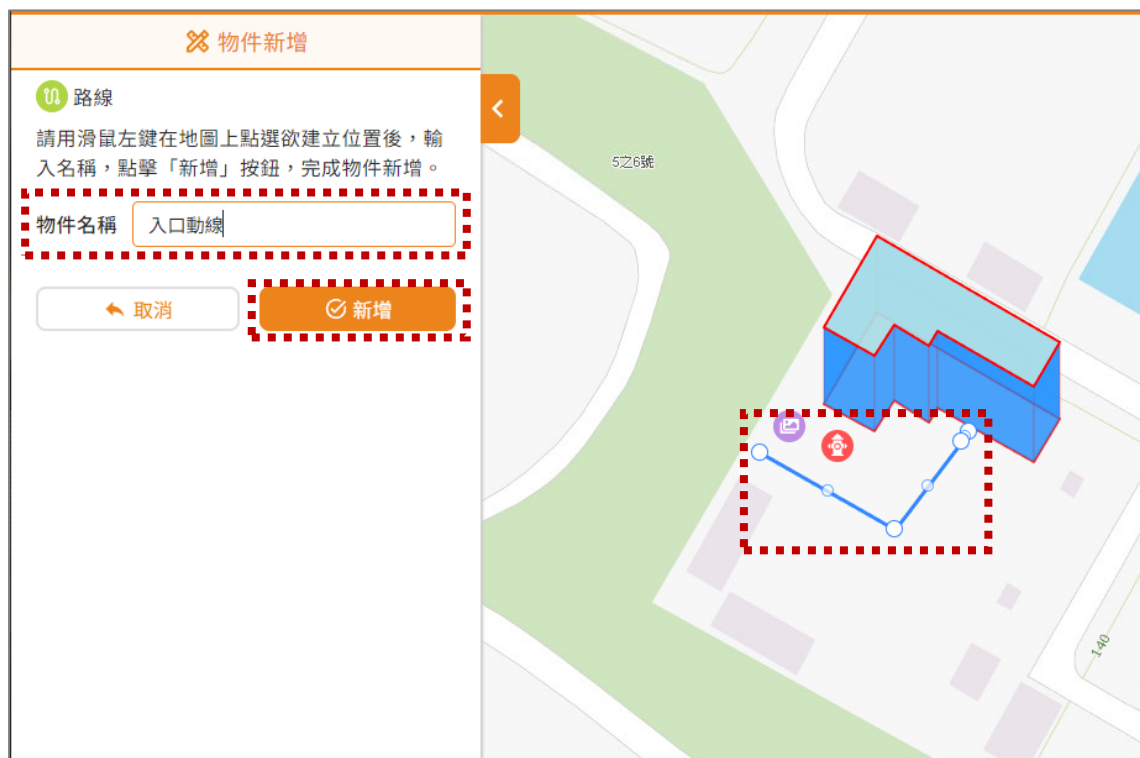 物件新增
路線
請用滑鼠左鍵在地圖上點選欲建立位置後，輸
入名稱，點擊「新增」按鈕，完成物件新增。
物件名稱 入口動線
取消 新增
5之6號
140